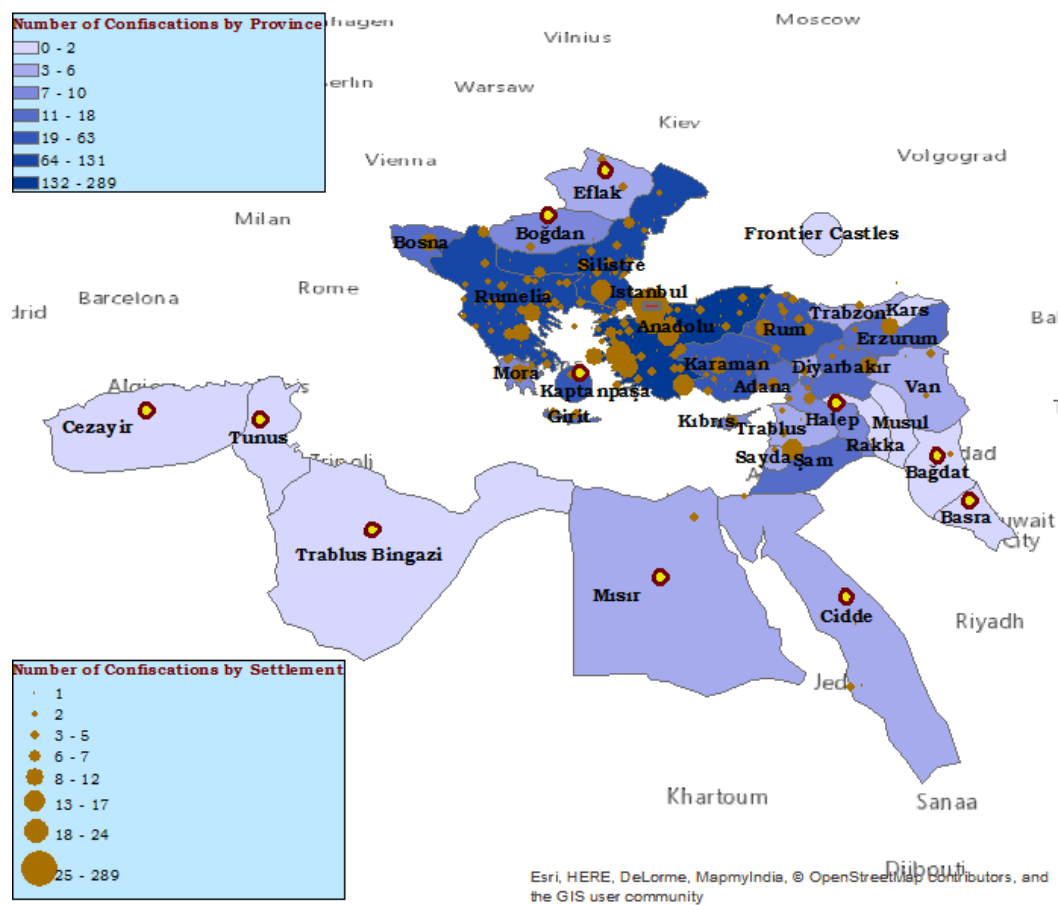 Number of Confiscations by Province
0 - 2
3 - 6
7 - 10
11 - 18
19 - 63
64 - 131
132 - 289
Moscow
Vilnius
Warsaw
Kiev
Vienna
Volgograd
Milan
Barcelona
Rome
Eflak
Boğdan
Bosna
Frontier Castles
Silistre
Rumelia
Istanbul
Anadolu
Trabzon
Kars
Rum
Erzurum
Mora
Karaman
Diyarbakır
Kaptanpaşa
Adana
Van
Girit
Kıbrıs
Halep
Musul
Trablus
Rakka
Sayda
Şam
Bağdat
Basra
Cezayir
Tunus
Tripoli
Trablus Bingazi
Kuwait
City
Mısır
Cidde
Riyadh
Jed
Khartoum
Sanaa
Djibouti
Number of Confiscations by Settlement
1
2
3 - 5
6 - 7
8 - 12
13 - 17
18 - 24
25 - 289
Esri, HERE, DeLorme, MapmyIndia, © OpenStreetMap contributors, and
the GIS user community